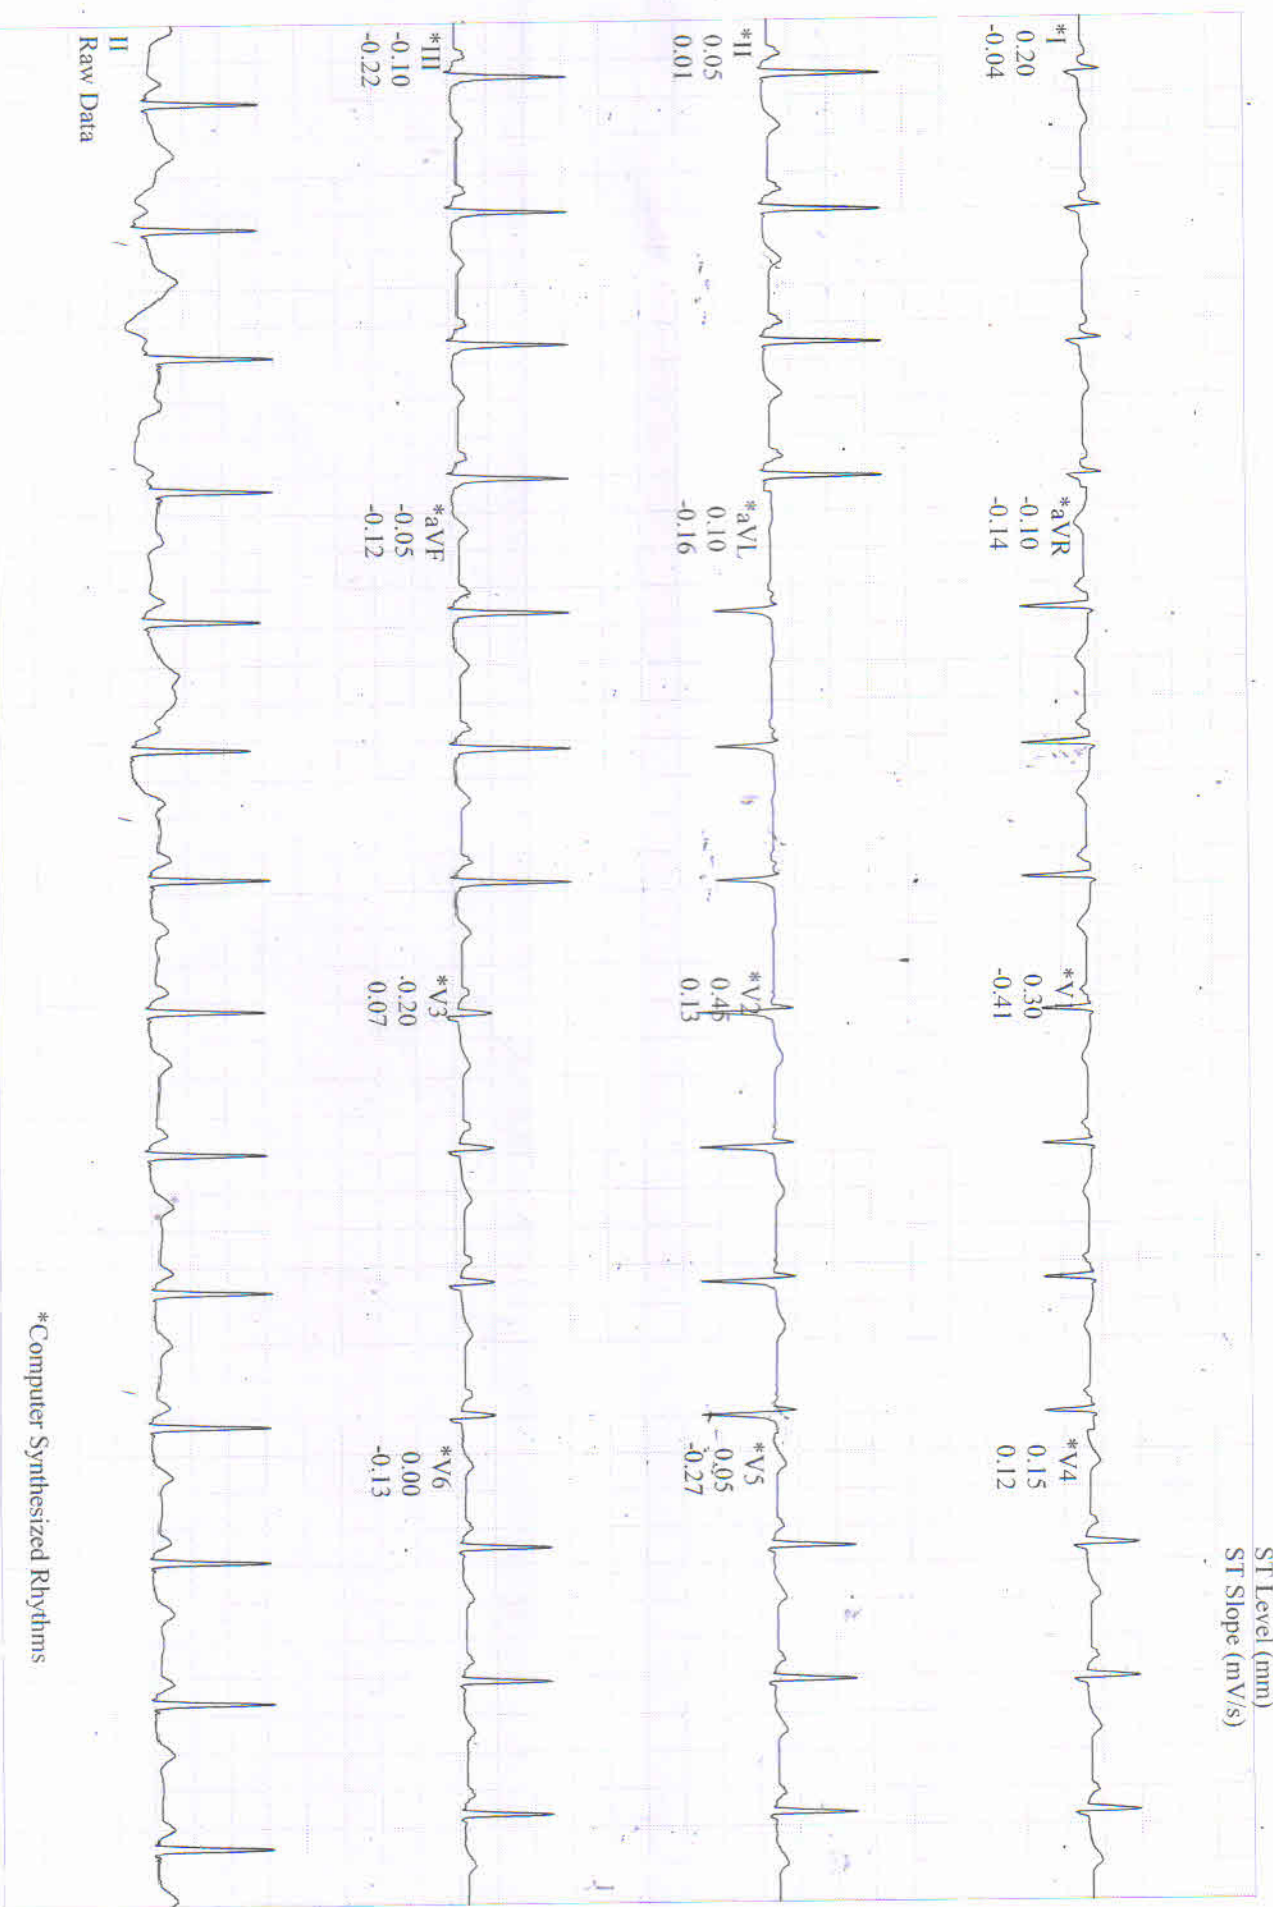 ST Level (mm)
ST Slope (mV/s)
*I
0.20
-0.04
*aVR
-0.10
-0.14
*V1
0.30
-0.41
*V4
0.15
0.12
*II
0.05
0.01
*aVL
0.10
-0.16
*V2
0.45
0.13
*V5
0.05
-0.27
*III
-0.10
-0.22
*aVF
-0.05
-0.12
*V3
0.20
0.07
*V6
0.00
-0.13
II
Raw Data
*Computer Synthesized Rhythms